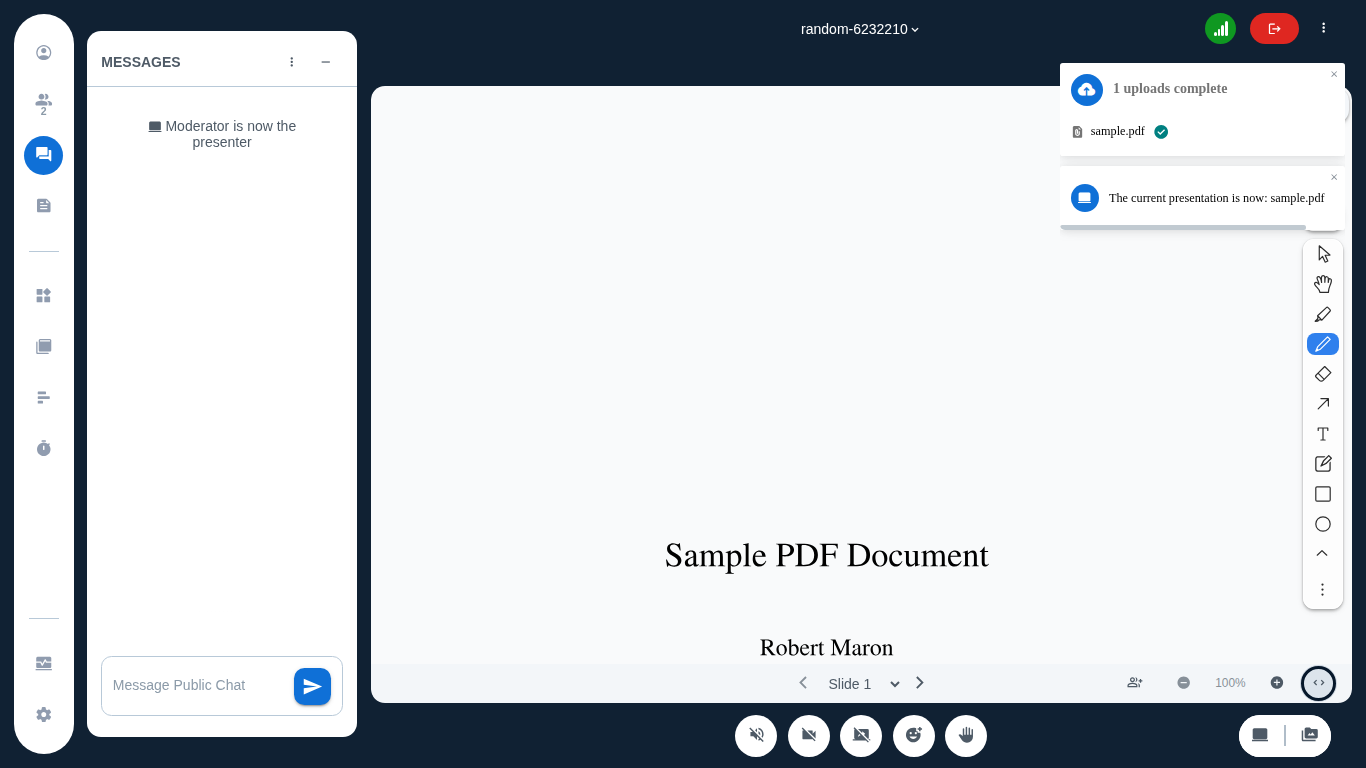 random-6232210
MESSAGES
2
Moderator is now the
presenter
1 uploads complete
sample.pdf
The current presentation is now: sample.pdf
Sample PDF Document
Robert Maron
Slide 1
100%
Message Public Chat